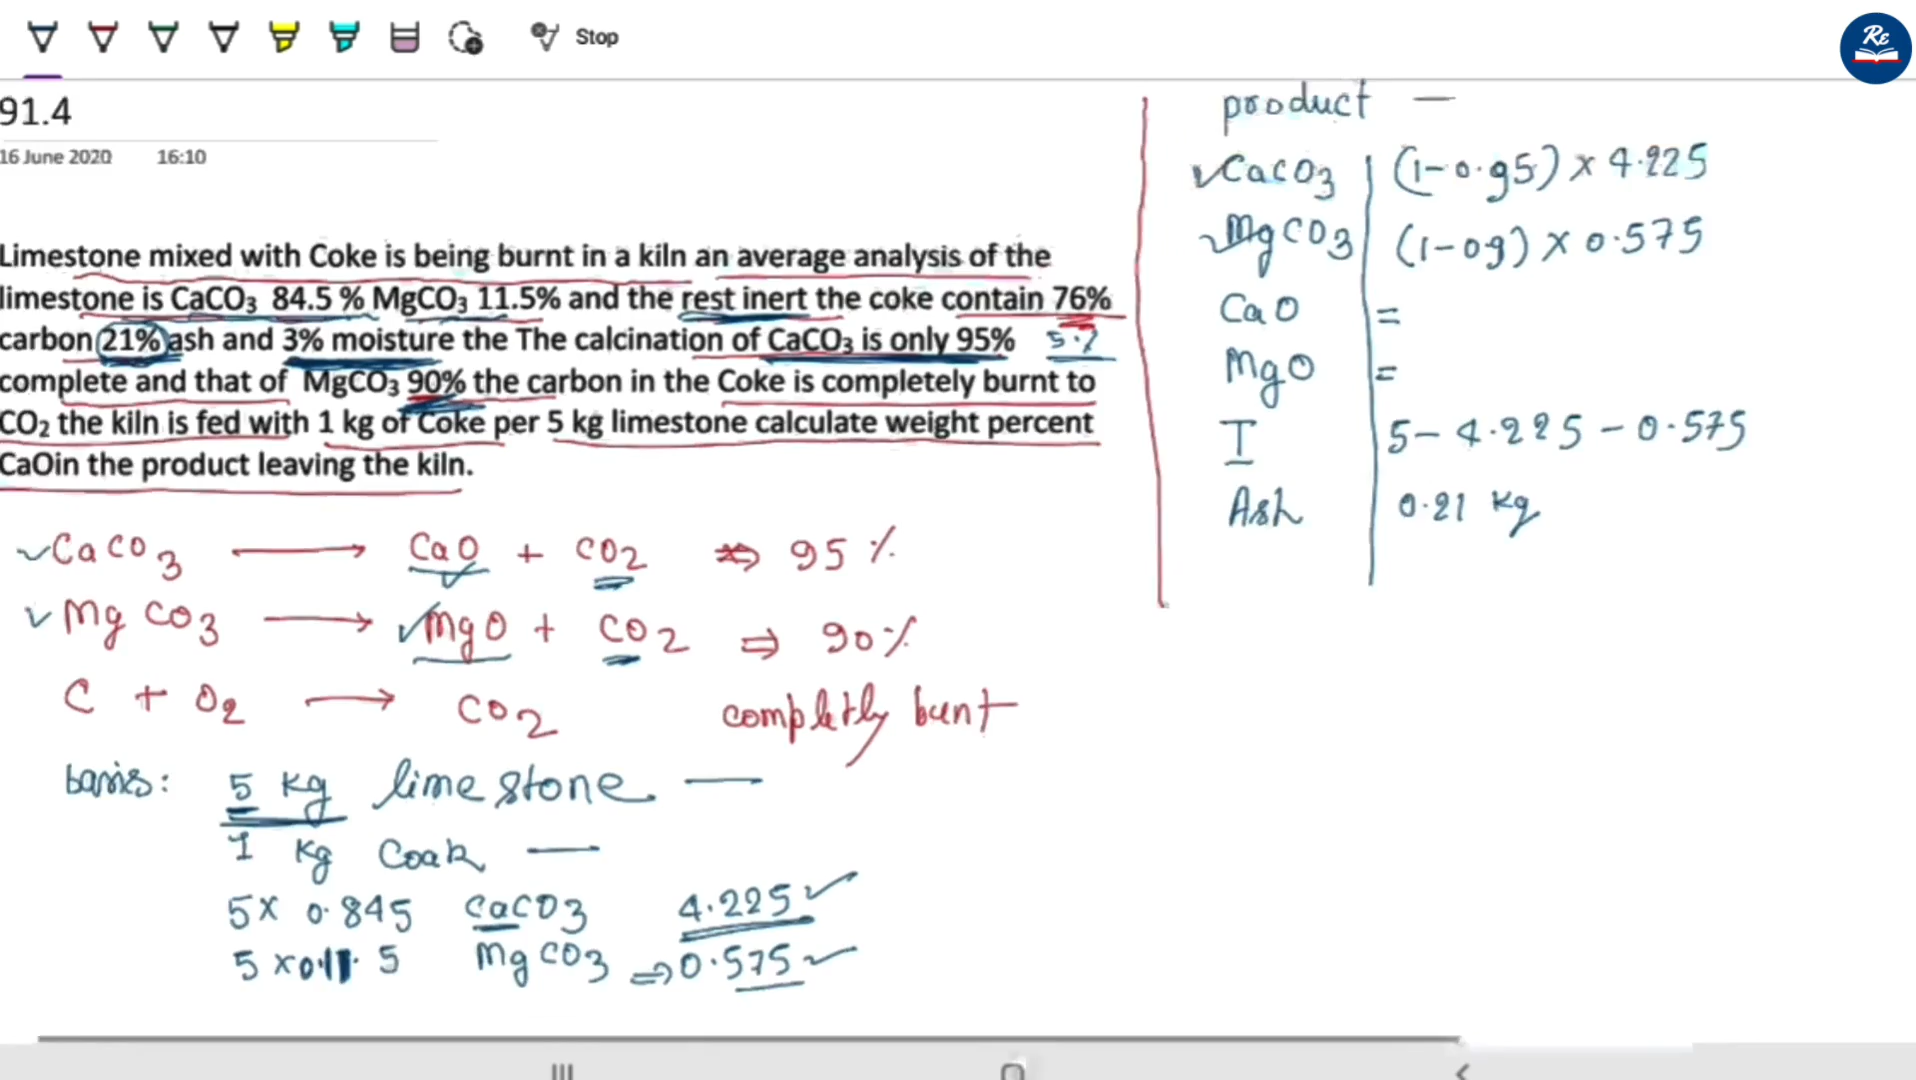 Stop
Re
91.4
16 June 2020 16:10
Limestone mixed with Coke is being burnt in a kiln an average analysis of the
limestone is CaCO₃ 84.5 % MgCO₃ 11.5% and the rest inert the coke contain 76%
carbon 21% ash and 3% moisture the The calcination of CaCO₃ is only 95% 5%
complete and that of MgCO₃ 90% the carbon in the Coke is completely burnt to
CO₂ the kiln is fed with 1 kg of Coke per 5 kg limestone calculate weight percent
CaOin the product leaving the kiln.
CaCO3 → CaO + CO2 ⇒ 95 %
MgCO3 → MgO + CO2 ⇒ 90%
C + O2 → CO2 completly burnt
basis: 5 Kg lime stone —
1 Kg Coak —
5 x 0.845 CaCO3 4.225 ✓
5 x 0.11.5 MgCO3 ⇒ 0.575 ✓
product —
✓CaCO3 (1-0.95) x 4.225
✓MgCO3 (1-09) x 0.575
CaO =
MgO =
I 5 - 4.225 - 0.575
Ash 0.21 Kg